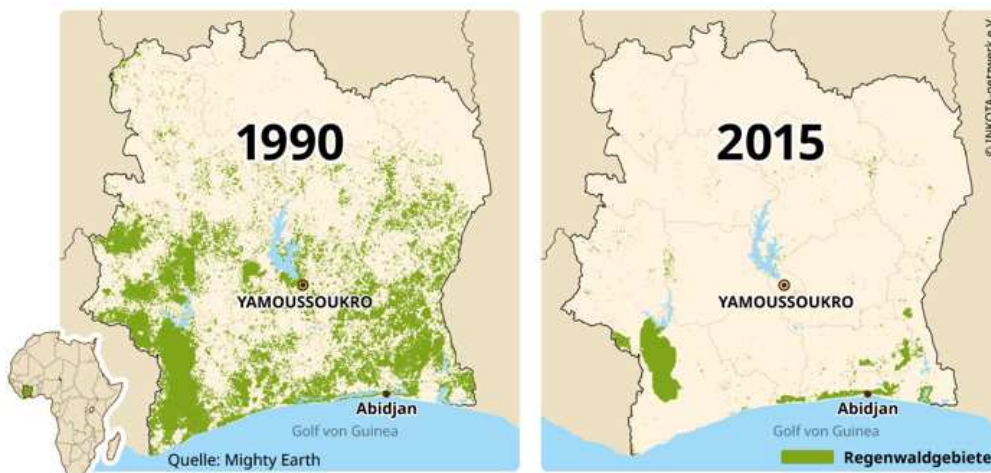 1990
YAMOUSSOUKRO
Abidjan
Golf von Guinea
Quelle: Mighty Earth
2015
YAMOUSSOUKRO
Abidjan
Golf von Guinea
Regenwaldgebiete
© INKOTA-netzwerk e.V.